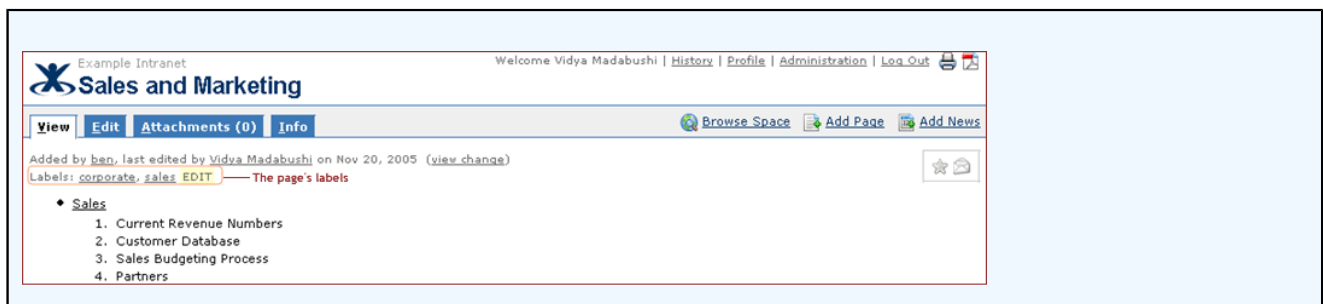 Example Intranet
Welcome Vidya Madabushi | History | Profile | Administration | Log Out
Sales and Marketing
View Edit Attachments (0) Info
Browse Space Add Page Add News
Added by ben, last edited by Vidya Madabushi on Nov 20, 2005 (view change)
Labels: corporate, sales EDIT The page's labels
Sales
1. Current Revenue Numbers
2. Customer Database
3. Sales Budgeting Process
4. Partners